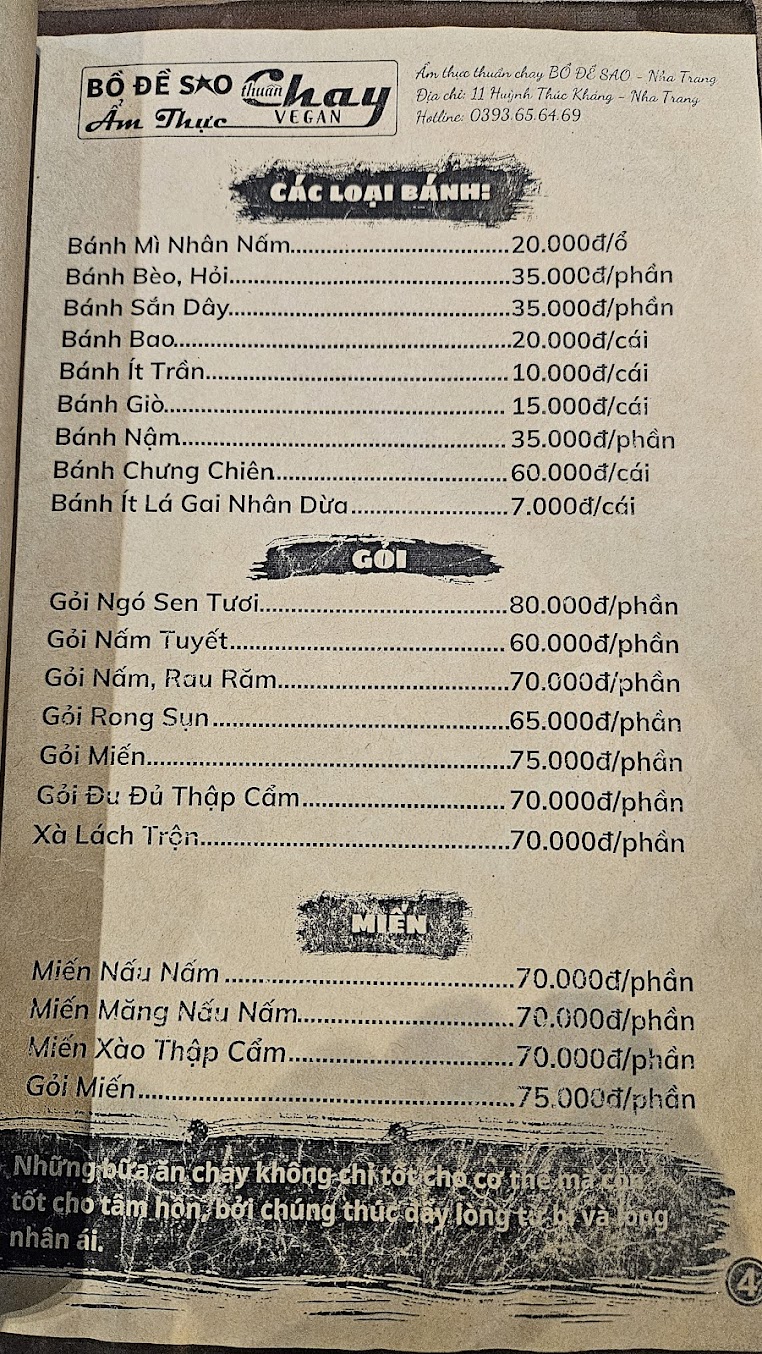 BỒ ĐỀ SAO thuần Chay
Ẩm Thực VEGAN
Ẩm thực thuần chay BỒ ĐỀ SAO - Nha Trang
Địa chỉ: 11 Huỳnh Thúc Kháng - Nha Trang
Hotline: 0393.65.64.69
CÁC LOẠI BÁNH:
Bánh Mì Nhân Nấm.....20.000đ/ổ
Bánh Bèo, Hỏi.....35.000đ/phần
Bánh Sắn Dây.....35.000đ/phần
Bánh Bao.....20.000đ/cái
Bánh Ít Trần.....10.000đ/cái
Bánh Giò.....15.000đ/cái
Bánh Nậm.....35.000đ/phần
Bánh Chưng Chiên.....60.000đ/cái
Bánh Ít Lá Gai Nhân Dừa.....7.000đ/cái
GỎI
Gỏi Ngó Sen Tươi.....80.000đ/phần
Gỏi Nấm Tuyết.....60.000đ/phần
Gỏi Nấm, Rau Răm.....70.000đ/phần
Gỏi Rong Sụn.....65.000đ/phần
Gỏi Miến.....75.000đ/phần
Gỏi Đu Đủ Thập Cẩm.....70.000đ/phần
Xà Lách Trộn.....70.000đ/phần
MIẾN
Miến Nấu Nấm.....70.000đ/phần
Miến Măng Nấu Nấm.....70.000đ/phần
Miến Xào Thập Cẩm.....70.000đ/phần
Gỏi Miến.....75.000đ/phần
Những bữa ăn chay không chỉ tốt cho cơ thể mà còn
tốt cho tâm hồn, bởi chúng thúc đẩy lòng từ bi và lòng
nhân ái.
4